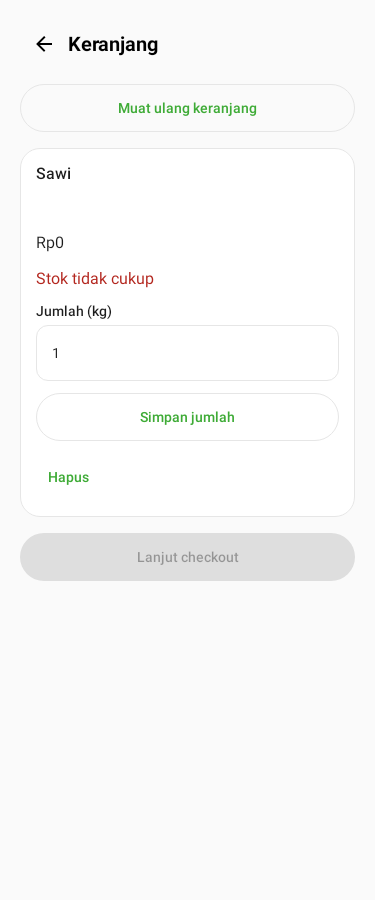 Keranjang
Muat ulang keranjang
Sawi
Rp0
Stok tidak cukup
Jumlah (kg)
1
Simpan jumlah
Hapus
Lanjut checkout